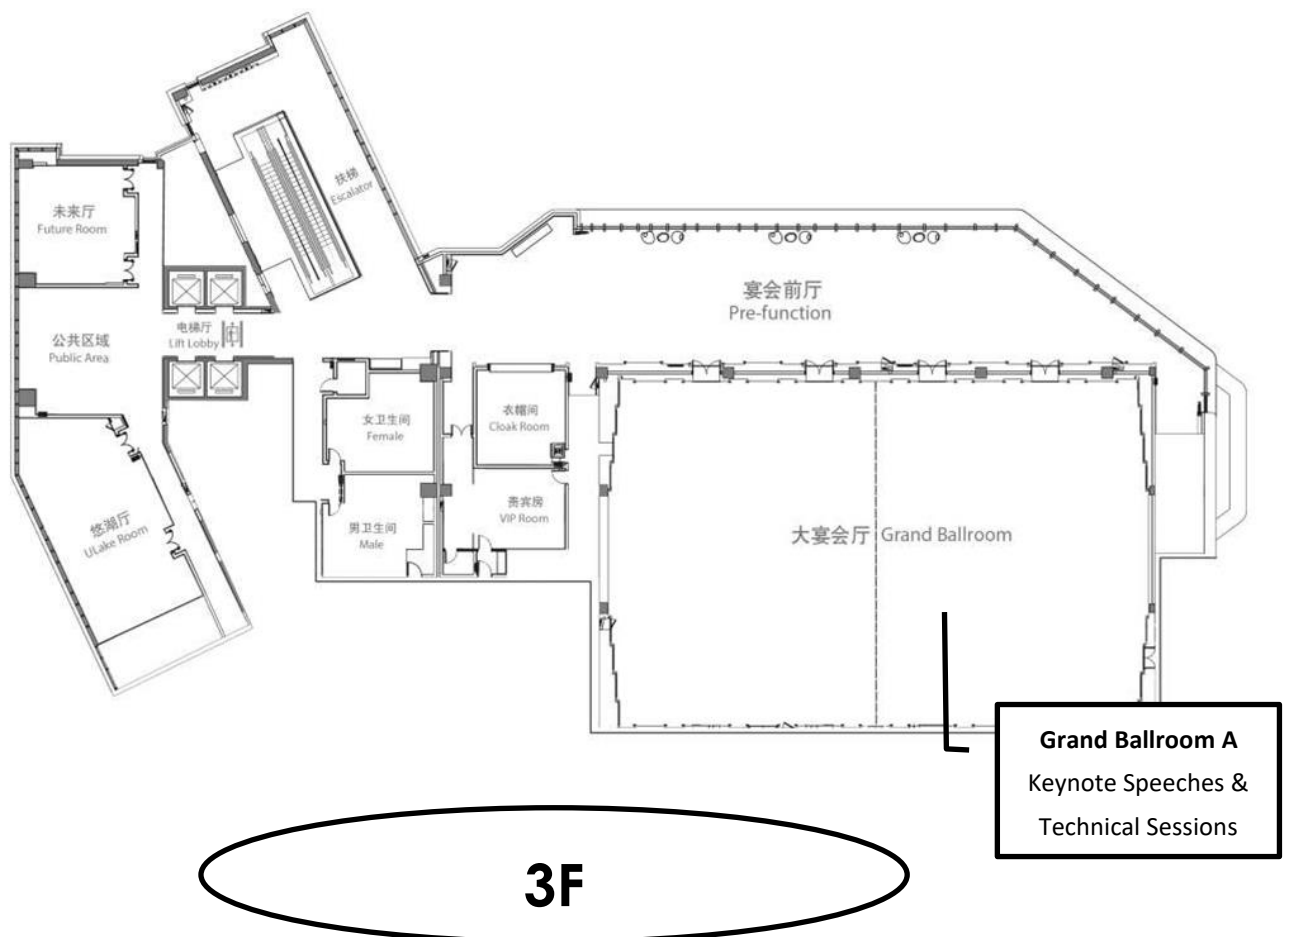 扶梯
Escalator
未来厅
Future Room
宴会前厅
Pre-function
电梯厅
Lift Lobby
公共区域
Public Area
女卫生间
Female
衣帽间
Cloak Room
贵宾房
VIP Room
男卫生间
Male
悠湖厅
ULake Room
大宴会厅 Grand Ballroom
Grand Ballroom A
Keynote Speeches &
Technical Sessions
3F